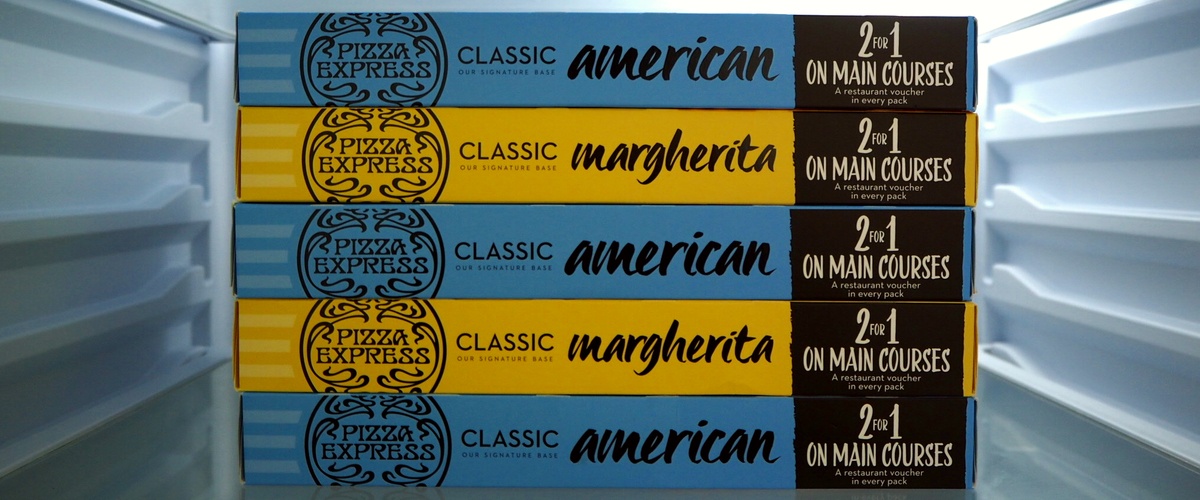 PIZZA
EXPRESS
CLASSIC
OUR SIGNATURE BASE
american
2 FOR 1
ON MAIN COURSES
A restaurant voucher
in every pack
PIZZA
EXPRESS
CLASSIC
OUR SIGNATURE BASE
margherita
2 FOR 1
ON MAIN COURSES
A restaurant voucher
in every pack
PIZZA
EXPRESS
CLASSIC
OUR SIGNATURE BASE
american
2 FOR 1
ON MAIN COURSES
A restaurant voucher
in every pack
PIZZA
EXPRESS
CLASSIC
OUR SIGNATURE BASE
margherita
2 FOR 1
ON MAIN COURSES
A restaurant voucher
in every pack
PIZZA
EXPRESS
CLASSIC
OUR SIGNATURE BASE
american
2 FOR 1
ON MAIN COURSES
A restaurant voucher
in every pack